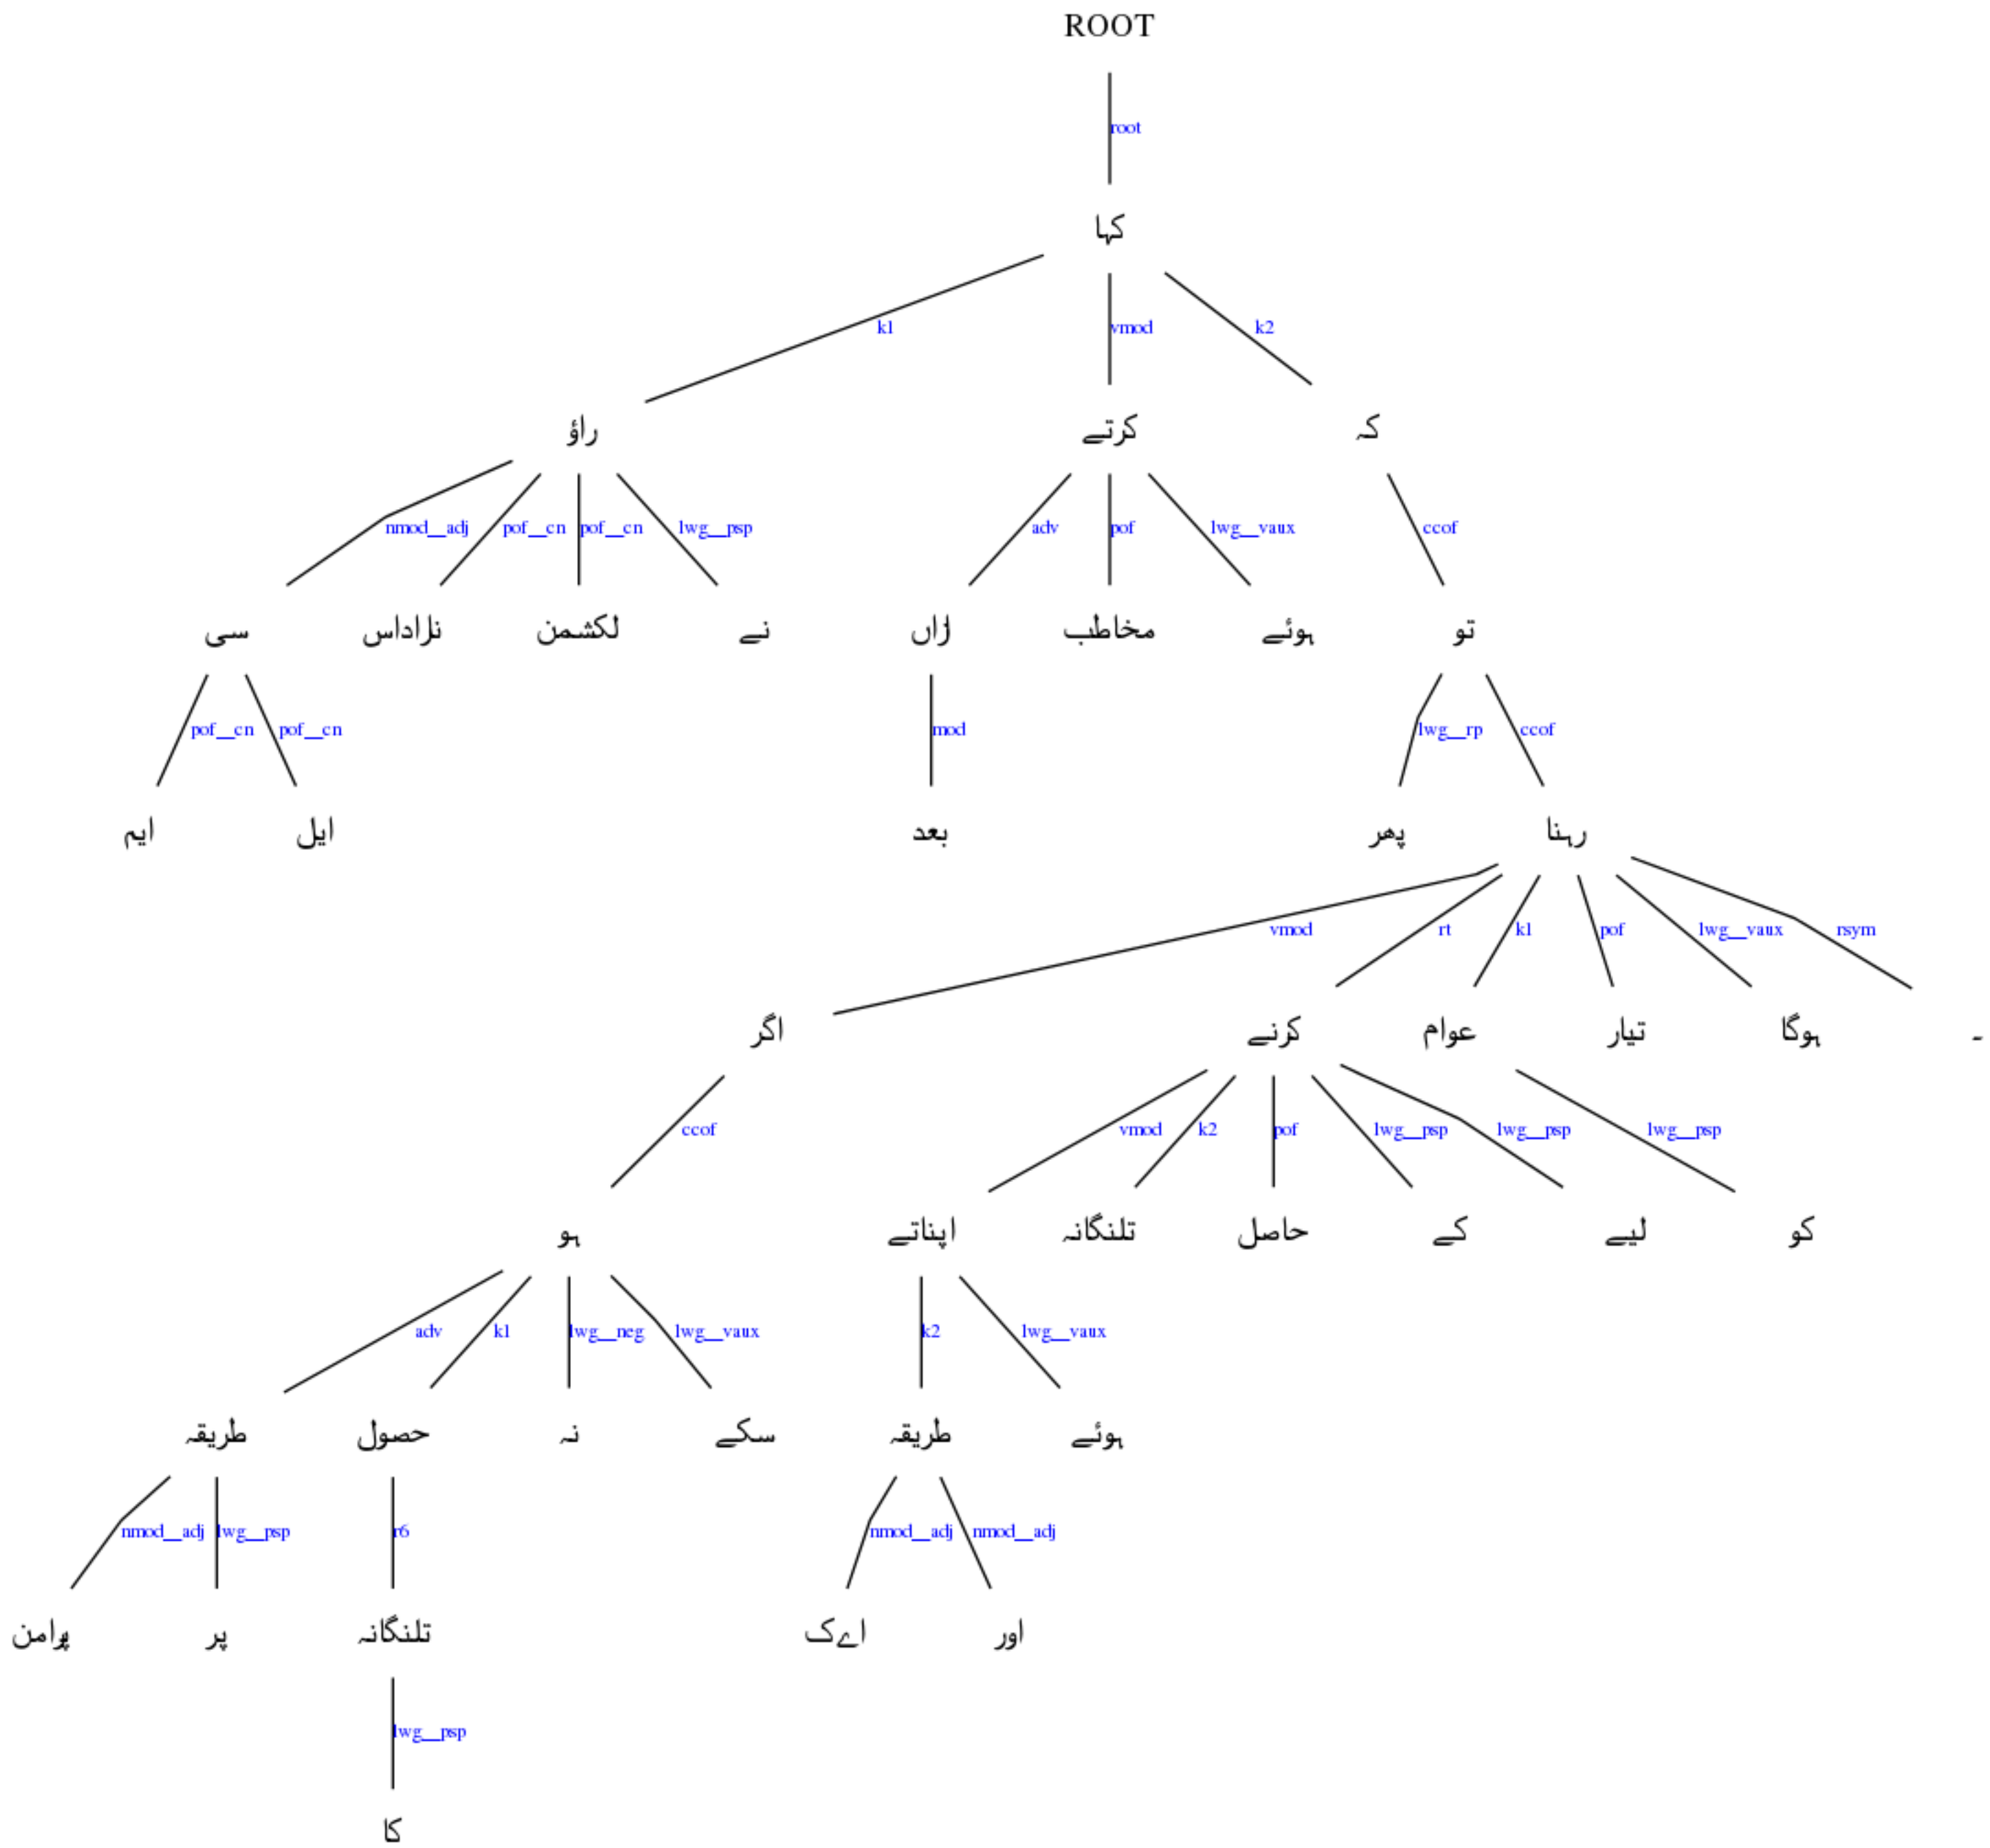 ROOT
root
کہا
k1 vmod k2
راؤ کرتے کہ
nmod__adj pof__cn pof__cn lwg__psp adv pof lwg__vaux ccof
سی لکشمن نے ازاں مخاطب ہوئے تو
pof__cn pof__cn mod lwg__rp ccof
ایم ایل بعد پھر رہنا
vmod rt k1 pof lwg__vaux rsym
اگر کرنے عوام تیار ہوگا ۔
ccof vmod k2 pof lwg__psp lwg__psp lwg__psp
ہو اپناتے تلنگانہ حاصل کے لیے کو
adv k1 lwg__neg lwg__vaux k2 lwg__vaux
طریقہ حصول نہ سکے طریقہ ہوئے
nmod__adj lwg__psp r6 nmod__adj nmod__adj
پرامن پر تلنگانہ اےک اور
lwg__psp
کا